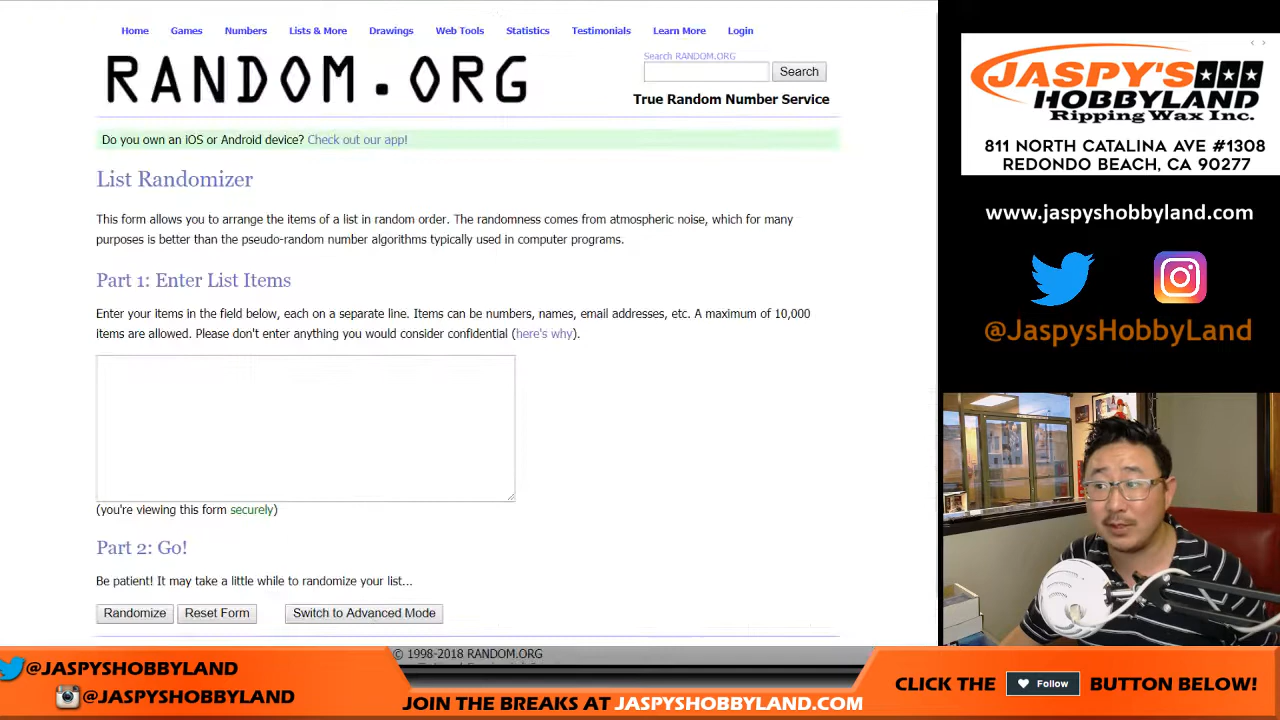 Home Games Numbers Lists & More Drawings Web Tools Statistics Testimonials Learn More Login
RANDOM.ORG
Search RANDOM.ORG
Search
True Random Number Service
Do you own an iOS or Android device? Check out our app!
List Randomizer
This form allows you to arrange the items of a list in random order. The randomness comes from atmospheric noise, which for many
purposes is better than the pseudo-random number algorithms typically used in computer programs.
Part 1: Enter List Items
Enter your items in the field below, each on a separate line. Items can be numbers, names, email addresses, etc. A maximum of 10,000
items are allowed. Please don't enter anything you would consider confidential (here's why).
(you're viewing this form securely)
Part 2: Go!
Be patient! It may take a little while to randomize your list...
Randomize Reset Form Switch to Advanced Mode
© 1998-2018 RANDOM.ORG
JASPY'S
HOBBYLAND
Ripping Wax Inc.
811 NORTH CATALINA AVE #1308
REDONDO BEACH, CA 90277
www.jaspyshobbyland.com
@JaspysHobbyLand
@JASPYSHOBBYLAND
@JASPYSHOBBYLAND
JOIN THE BREAKS AT JASPYSHOBBYLAND.COM
CLICK THE Follow BUTTON BELOW!